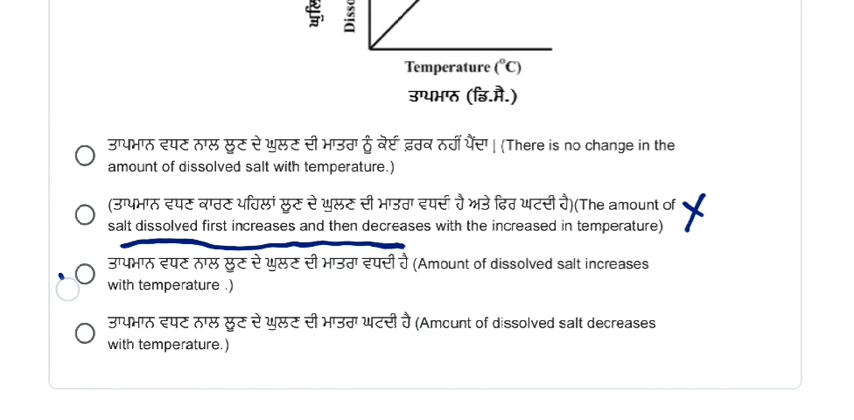 Temperature (°C)
ਤਾਪਮਾਨ (ਡਿ.ਸੈ.)
ਤਾਪਮਾਨ ਵਧਣ ਨਾਲ ਲੂਣ ਦੇ ਘੁਲਣ ਦੀ ਮਾਤਰਾ ਨੂੰ ਕੋਈ ਫ਼ਰਕ ਨਹੀਂ ਪੈਂਦਾ | (There is no change in the
amount of dissolved salt with temperature.)
(ਤਾਪਮਾਨ ਵਧਣ ਕਾਰਣ ਪਹਿਲਾਂ ਲੂਣ ਦੇ ਘੁਲਣ ਦੀ ਮਾਤਰਾ ਵਧਦੀ ਹੈ ਅਤੇ ਫਿਰ ਘਟਦੀ ਹੈ)(The amount of
salt dissolved first increases and then decreases with the increased in temperature)
ਤਾਪਮਾਨ ਵਧਣ ਨਾਲ ਲੂਣ ਦੇ ਘੁਲਣ ਦੀ ਮਾਤਰਾ ਵਧਦੀ ਹੈ (Amount of dissolved salt increases
with temperature .)
ਤਾਪਮਾਨ ਵਧਣ ਨਾਲ ਲੂਣ ਦੇ ਘੁਲਣ ਦੀ ਮਾਤਰਾ ਘਟਦੀ ਹੈ (Amount of dissolved salt decreases
with temperature.)